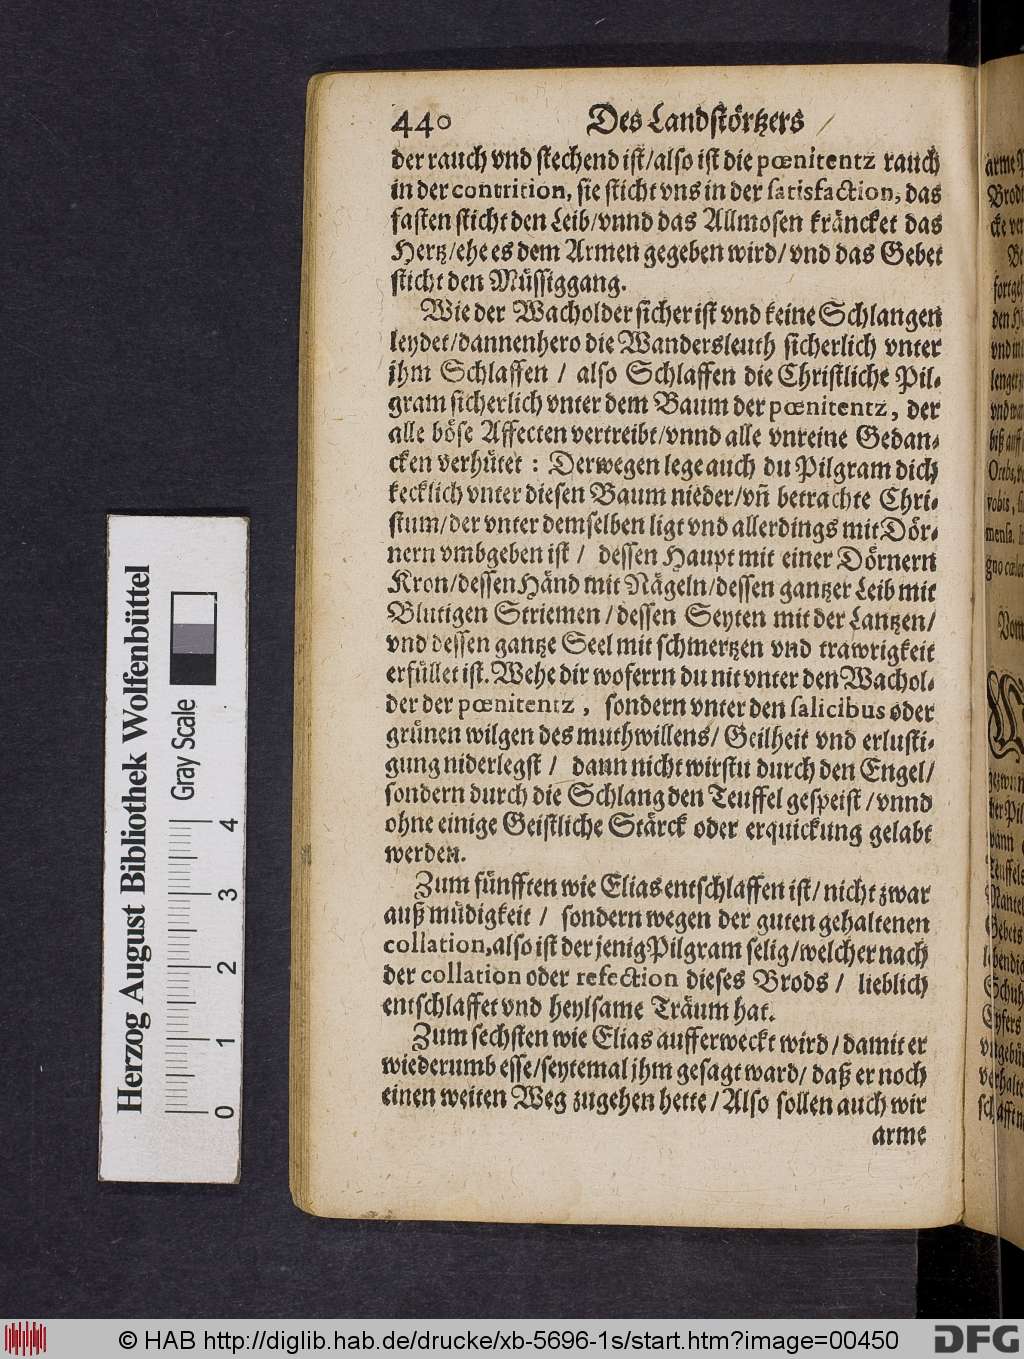 440 Des Landstörtzers
der rauch vnd stechend ist/also ist die pœnitentz rauch
in der contrition, sie sticht vns in der satisfaction, das
fasten sticht den Leib/vnnd das Allmosen kräncket das
Hertz/ehe es dem Armen gegeben wird/vnd das Gebet
sticht den Müssiggang.
Wie der Wacholder sicher ist vnd keine Schlangen
leydet/dannenhero die Wandersleuth sicherlich vnter
jhm Schlaffen / also Schlaffen die Christliche Pil-
gram sicherlich vnter dem Baum der pœnitentz, der
alle böse Affecten vertreibt/vnnd alle vnreine Gedan-
cken verhütet : Derwegen lege auch du Pilgram dich
kecklich vnter diesen Baum nieder/vñ betrachte Chri-
stum/der vnter demselben ligt vnd allerdings mit Dör-
nern vmbgeben ist / dessen Haupt mit einer Dörnern
Kron/dessen Händ mit Nägeln/dessen gantzer Leib mit
Blutigen Striemen/dessen Seyten mit der Lantzen/
vnd dessen gantze Seel mit schmertzen vnd trawrigkeit
erfüllet ist. Wehe dir woferrn du nit vnter den Wachol-
der der pœnitentz, sondern vnter den salicibus oder
grünen wilgen des muthwillens/ Geilheit vnd erlusti-
gung niderlegst / dann nicht wirstu durch den Engel/
sondern durch die Schlang den Teuffel gespeist/vnnd
ohne einige Geistliche Stärck oder erquickung gelabt
werden.
Zum fünfften wie Elias entschlaffen ist/nicht zwar
auß müdigkeit / sondern wegen der guten gehaltenen
collation, also ist der jenig Pilgram selig/welcher nach
der collation oder refection dieses Brods / lieblich
entschlaffet vnd heylsame Träum hat.
Zum sechsten wie Elias aufferweckt wird/damit er
wiederumb esse/seytemal jhm gesagt ward/ daß er noch
einen weiten Weg zugehen hette/Also sollen auch wir
arme
Herzog August Bibliothek Wolfenbüttel
Gray Scale
0 1 2 3 4
© HAB http://diglib.hab.de/drucke/xb-5696-1s/start.htm?image=00450
DFG